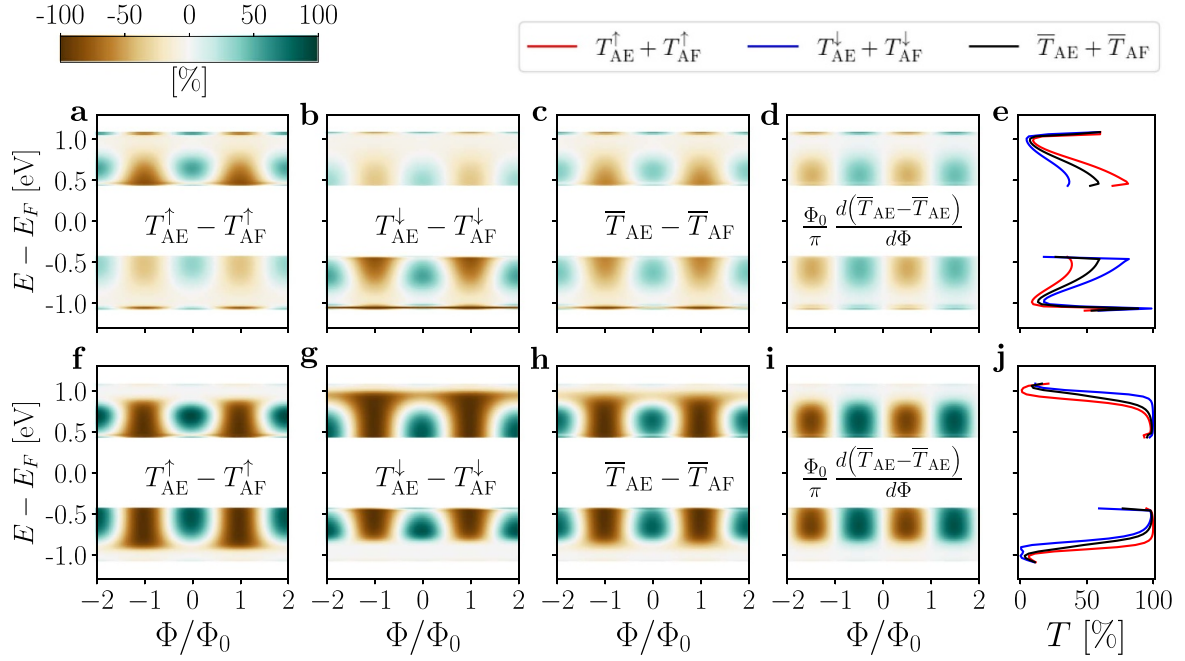 -100 -50 0 50 100
[%]
T↑AE + T↑AF T↓AE + T↓AF T̅AE + T̅AF
a b c d e
1.0
0.5
0.0
-0.5
-1.0
E − EF [eV]
T↑AE − T↑AF T↓AE − T↓AF T̅AE − T̅AF Φ0/π d(T̅AE−T̅AE)/dΦ
f g h i j
1.0
0.5
0.0
-0.5
-1.0
E − EF [eV]
T↑AE − T↑AF T↓AE − T↓AF T̅AE − T̅AF Φ0/π d(T̅AE−T̅AE)/dΦ
−2 −1 0 1 2 −2 −1 0 1 2 −2 −1 0 1 2 −2 −1 0 1 2 0 50 100
Φ/Φ0 Φ/Φ0 Φ/Φ0 Φ/Φ0 T [%]